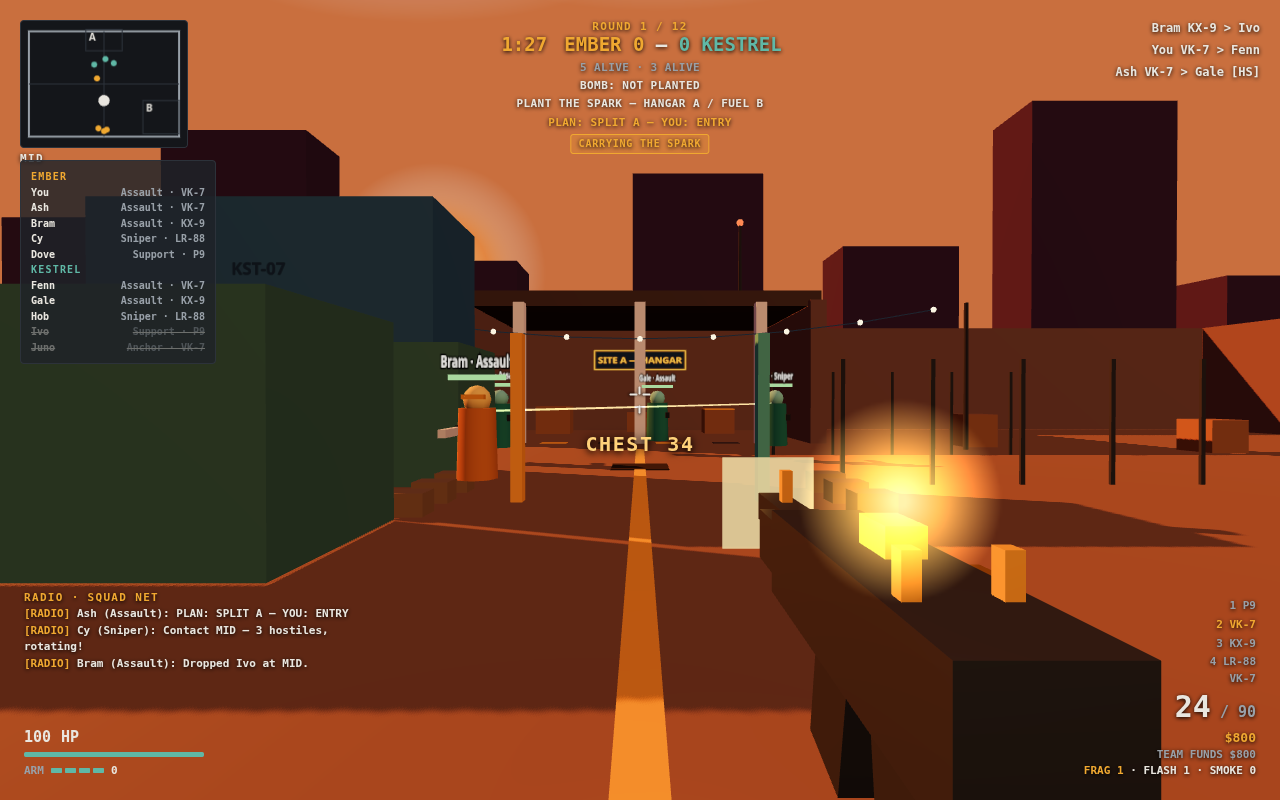 A
B
MID
EMBER
You Assault · VK-7
Ash Assault · VK-7
Bram Assault · KX-9
Cy Sniper · LR-88
Dove Support · P9
KESTREL
Fenn Assault · VK-7
Gale Assault · KX-9
Hob Sniper · LR-88
Ivo Support · P9
Juno Anchor · VK-7
ROUND 1 / 12
1:27 EMBER 0 — 0 KESTREL
5 ALIVE · 3 ALIVE
BOMB: NOT PLANTED
PLANT THE SPARK — HANGAR A / FUEL B
PLAN: SPLIT A — YOU: ENTRY
CARRYING THE SPARK
Bram KX-9 > Ivo
You VK-7 > Fenn
Ash VK-7 > Gale [HS]
KST-07
SITE A — HANGAR
Bram · Assault
Gale · Assault
· Sniper
CHEST 34
RADIO · SQUAD NET
[RADIO] Ash (Assault): PLAN: SPLIT A — YOU: ENTRY
[RADIO] Cy (Sniper): Contact MID — 3 hostiles,
rotating!
[RADIO] Bram (Assault): Dropped Ivo at MID.
100 HP
ARM 0
1 P9
2 VK-7
3 KX-9
4 LR-88
VK-7
24 / 90
$800
TEAM FUNDS $800
FRAG 1 · FLASH 1 · SMOKE 0